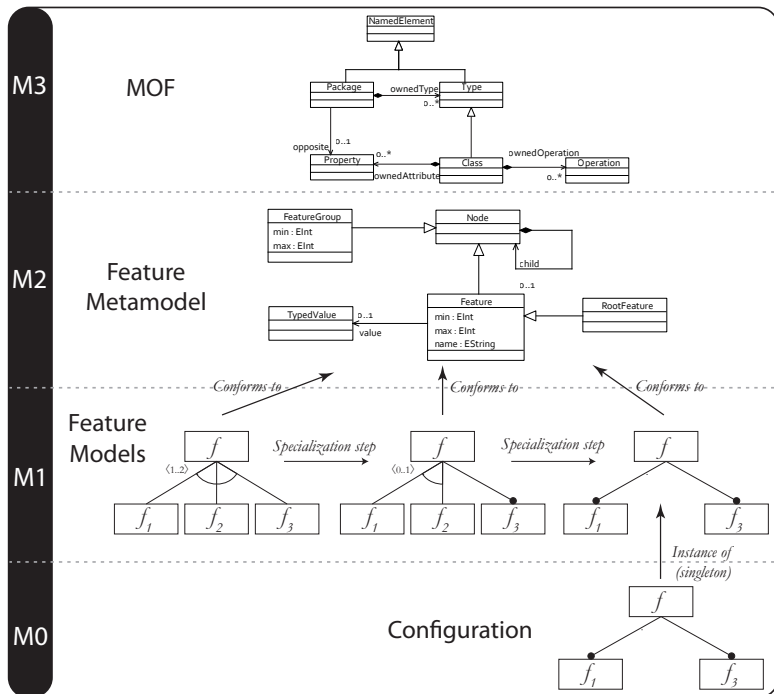 M3
MOF
NamedElement
Package
ownedType
0..*
Type
opposite
0..1
Property
0..*
ownedAttribute
Class
ownedOperation
0..*
Operation
M2
Feature
Metamodel
FeatureGroup
min : EInt
max : EInt
Node
child
0..1
TypedValue
0..1
value
Feature
min : EInt
max : EInt
name : EString
RootFeature
Conforms to
Conforms to
Conforms to
M1
Feature
Models
f
⟨1..2⟩
f1
f2
f3
Specialization step
f
⟨0..1⟩
f1
f2
f3
Specialization step
f
f1
f3
Instance of
(singleton)
M0
Configuration
f
f1
f3